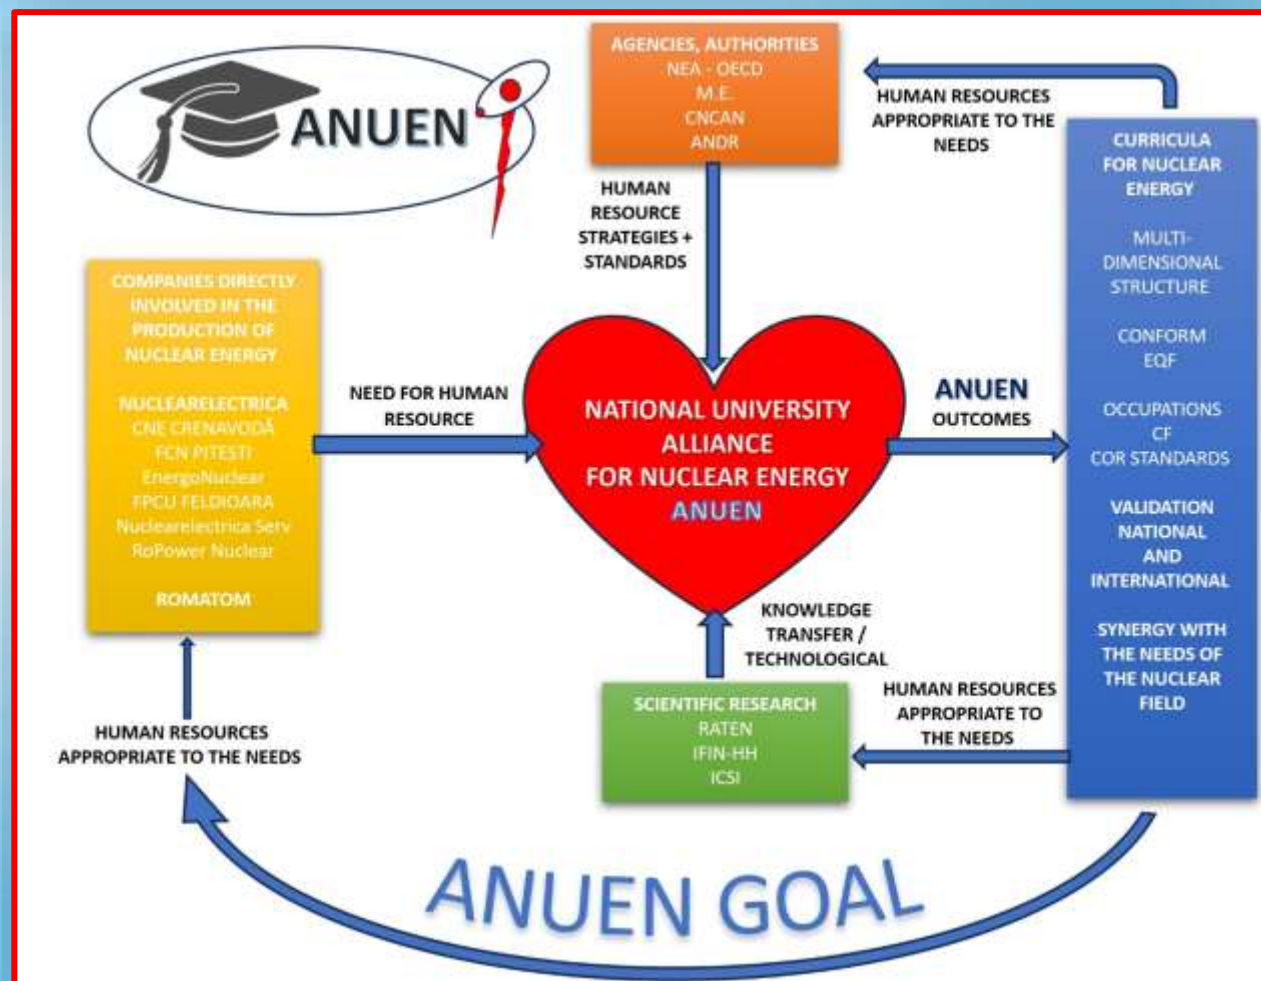 ANUEN
AGENCIES, AUTHORITIES
NEA - OECD
M.E.
CNCAN
ANDR
HUMAN RESOURCES
APPROPRIATE TO THE
NEEDS
HUMAN
RESOURCE
STRATEGIES +
STANDARDS
COMPANIES DIRECTLY
INVOLVED IN THE
PRODUCTION OF
NUCLEAR ENERGY
NUCLEARELECTRICA
CNE CRENAVODĂ
FCN PITESTI
EnergoNuclear
FPCU FELDIOARA
Nuclearelectrica Serv
RoPower Nuclear
ROMATOM
NEED FOR HUMAN
RESOURCE
NATIONAL UNIVERSITY
ALLIANCE
FOR NUCLEAR ENERGY
ANUEN
ANUEN
OUTCOMES
CURRICULA
FOR NUCLEAR
ENERGY
MULTI-
DIMENSIONAL
STRUCTURE
CONFORM
EQF
OCCUPATIONS
CF
COR STANDARDS
VALIDATION
NATIONAL
AND
INTERNATIONAL
SYNERGY WITH
THE NEEDS OF
THE NUCLEAR
FIELD
KNOWLEDGE
TRANSFER /
TECHNOLOGICAL
SCIENTIFIC RESEARCH
RATEN
IFIN-HH
ICSI
HUMAN RESOURCES
APPROPRIATE TO
THE NEEDS
HUMAN RESOURCES
APPROPRIATE TO THE NEEDS
ANUEN GOAL